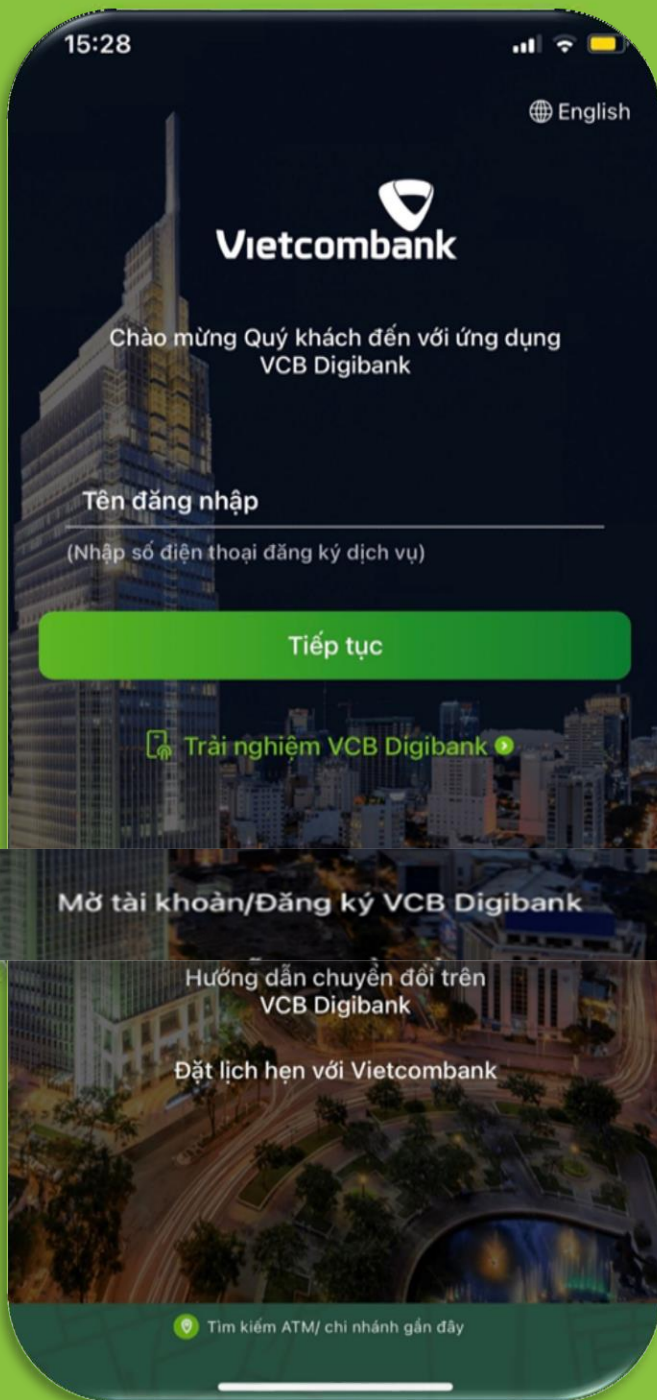 15:28
English
Vietcombank
Chào mừng Quý khách đến với ứng dụng
VCB Digibank
Tên đăng nhập
(Nhập số điện thoại đăng ký dịch vụ)
Tiếp tục
Trải nghiệm VCB Digibank
Mở tài khoản/Đăng ký VCB Digibank
Hướng dẫn chuyển đổi trên
VCB Digibank
Đặt lịch hẹn với Vietcombank
Tìm kiếm ATM/ chi nhánh gần đây